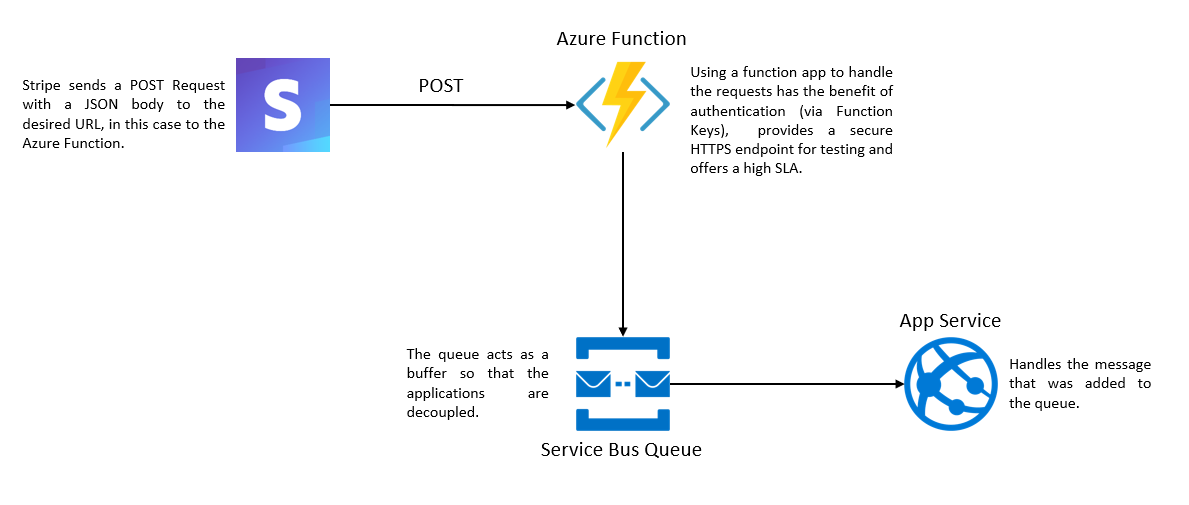 Azure Function
Stripe sends a POST Request
with a JSON body to the
desired URL, in this case to the
Azure Function.
S
POST
Using a function app to handle
the requests has the benefit of
authentication (via Function
Keys), provides a secure
HTTPS endpoint for testing and
offers a high SLA.
The queue acts as a
buffer so that the
applications are
decoupled.
Service Bus Queue
App Service
Handles the message
that was added to
the queue.